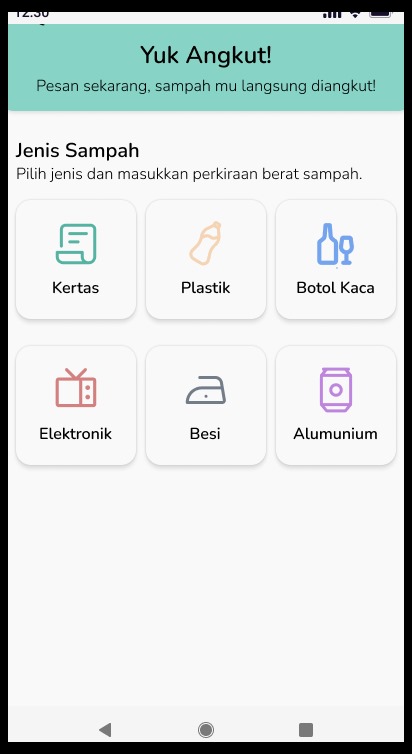 12:30
Yuk Angkut!
Pesan sekarang, sampah mu langsung diangkut!
Jenis Sampah
Pilih jenis dan masukkan perkiraan berat sampah.
Kertas
Plastik
Botol Kaca
Elektronik
Besi
Alumunium